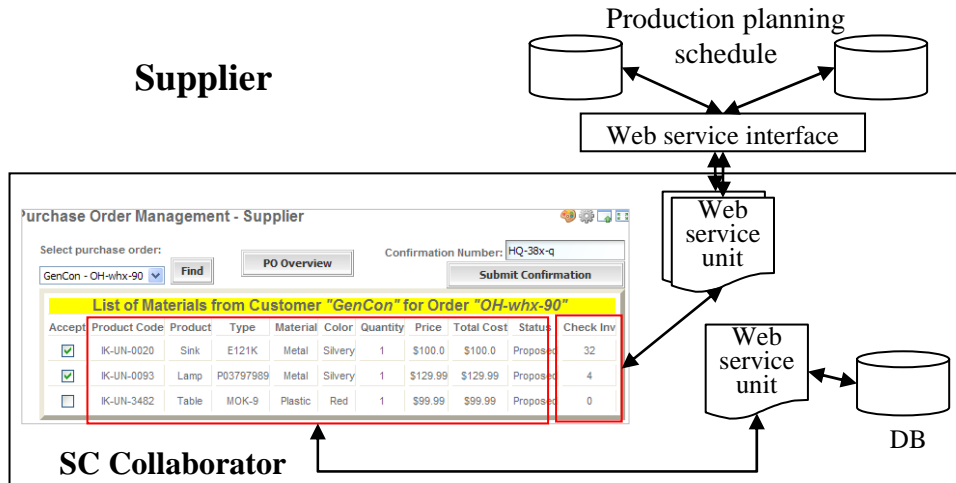 Production planning
schedule
Supplier
Web service interface
Purchase Order Management - Supplier
Select purchase order:
GenCon - OH-whx-90
Find
PO Overview
Confirmation Number: HQ-38x-q
Submit Confirmation
List of Materials from Customer "GenCon" for Order "OH-whx-90"
Accept Product Code Product Type Material Color Quantity Price Total Cost Status Check Inv
IK-UN-0020 Sink E121K Metal Silvery 1 $100.0 $100.0 Proposed 32
IK-UN-0093 Lamp P03797989 Metal Silvery 1 $129.99 $129.99 Proposed 4
IK-UN-3482 Table MOK-9 Plastic Red 1 $99.99 $99.99 Proposed 0
Web
service
unit
Web
service
unit
DB
SC Collaborator